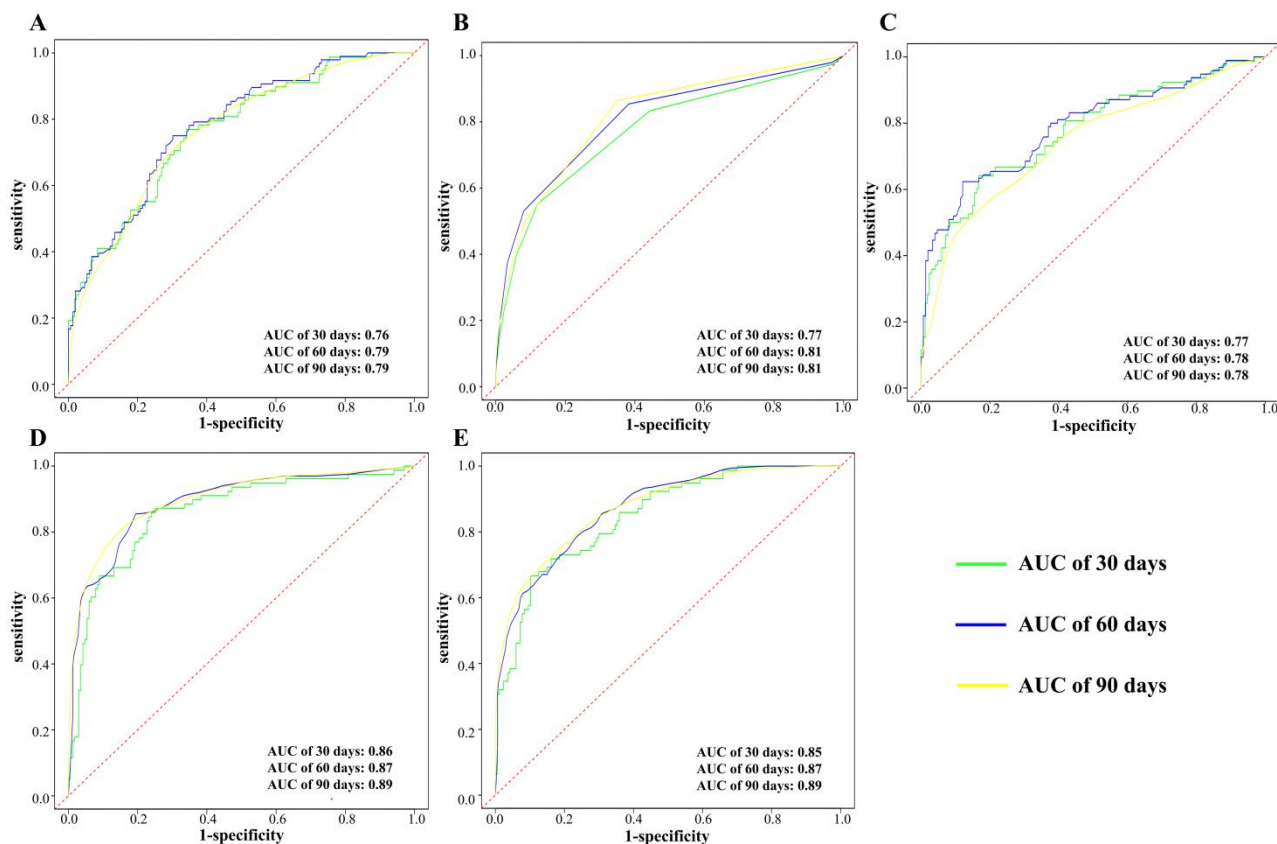 A
1.0
0.8
0.6
0.4
0.2
0.0
sensitivity
AUC of 30 days: 0.76
AUC of 60 days: 0.79
AUC of 90 days: 0.79
0.0 0.2 0.4 0.6 0.8 1.0
1-specificity
B
1.0
0.8
0.6
0.4
0.2
0.0
sensitivity
AUC of 30 days: 0.77
AUC of 60 days: 0.81
AUC of 90 days: 0.81
0.0 0.2 0.4 0.6 0.8 1.0
1-specificity
C
1.0
0.8
0.6
0.4
0.2
0.0
sensitivity
AUC of 30 days: 0.77
AUC of 60 days: 0.78
AUC of 90 days: 0.78
0.0 0.2 0.4 0.6 0.8 1.0
1-specificity
D
1.0
0.8
0.6
0.4
0.2
0.0
sensitivity
AUC of 30 days: 0.86
AUC of 60 days: 0.87
AUC of 90 days: 0.89
0.0 0.2 0.4 0.6 0.8 1.0
1-specificity
E
1.0
0.8
0.6
0.4
0.2
0.0
sensitivity
AUC of 30 days: 0.85
AUC of 60 days: 0.87
AUC of 90 days: 0.89
0.0 0.2 0.4 0.6 0.8 1.0
1-specificity
AUC of 30 days
AUC of 60 days
AUC of 90 days